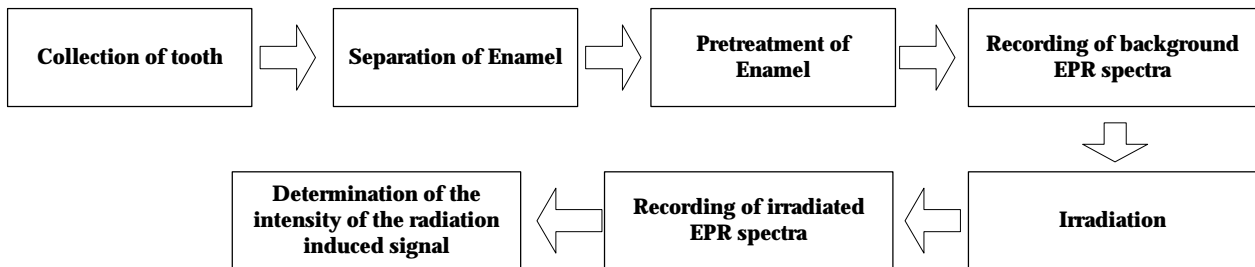 Collection of tooth
Separation of Enamel
Pretreatment of
Enamel
Recording of background
EPR spectra
Irradiation
Recording of irradiated
EPR spectra
Determination of the
intensity of the radiation
induced signal